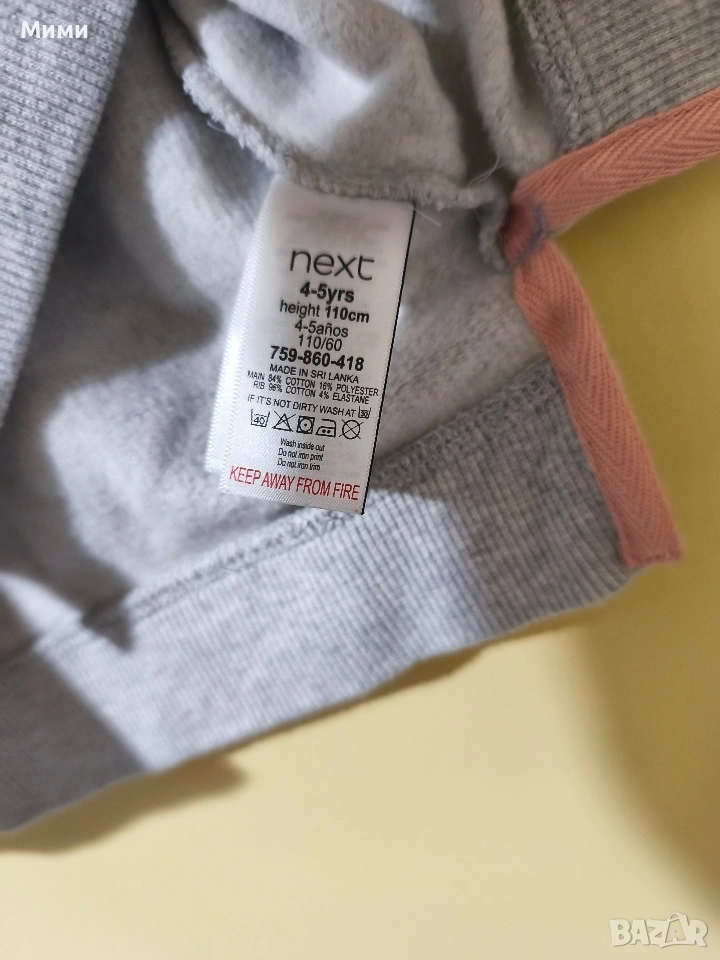 Мими
next
4-5yrs
height 110cm
4-5años
110/60
759-860-418
MADE IN SRI LANKA
MAIN 84% COTTON 16% POLYESTER
RIB 96% COTTON 4% ELASTANE
IF IT'S NOT DIRTY WASH AT 30
40
Wash inside out
Do not iron print
Do not iron trim
KEEP AWAY FROM FIRE
BAZAR